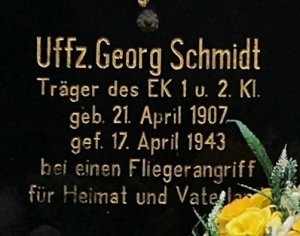 Uffz. Georg Schmidt
Träger des EK 1 u. 2. Kl.
geb. 21. April 1907
gef. 17. April 1943
bei einen Fliegerangriff
für Heimat und